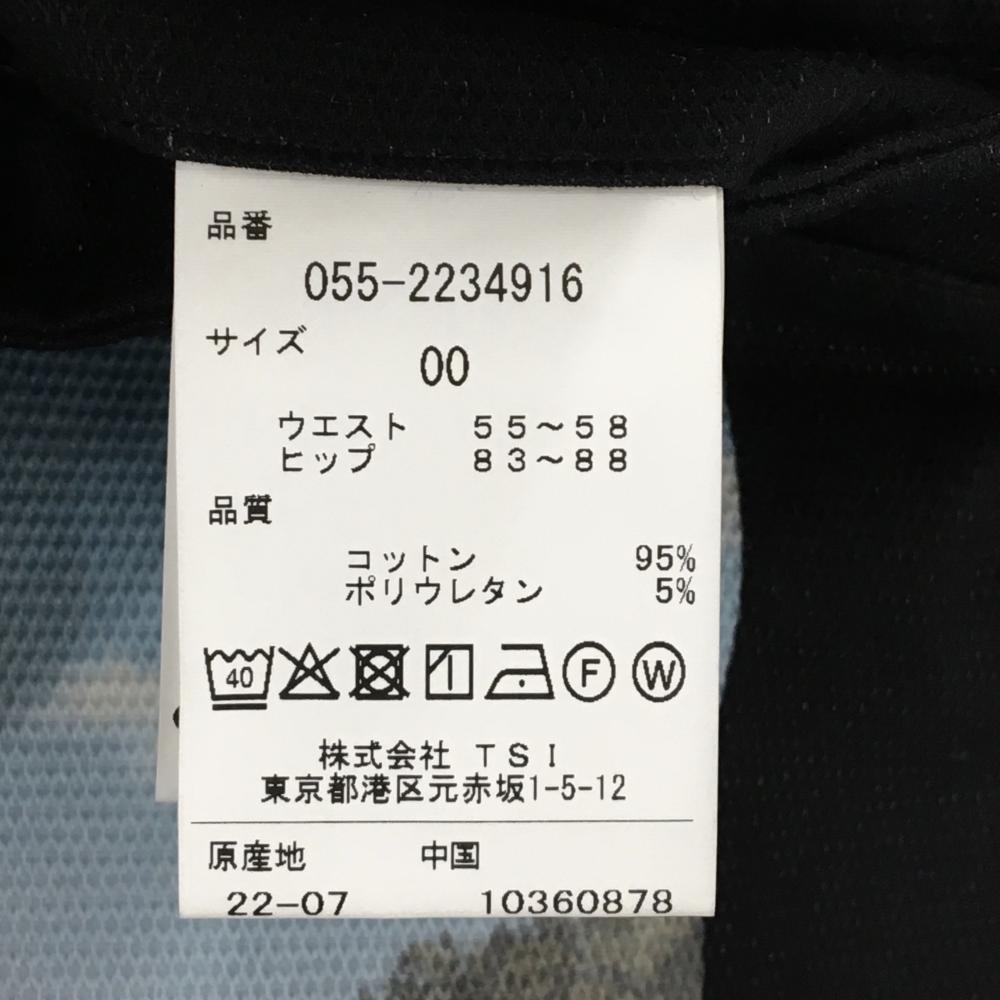 品番
055-2234916
サイズ
00
ウエスト 55～58
ヒップ 83～88
品質
コットン 95%
ポリウレタン 5%
40 F W
株式会社 TSI
東京都港区元赤坂1-5-12
原産地 中国
22-07 10360878